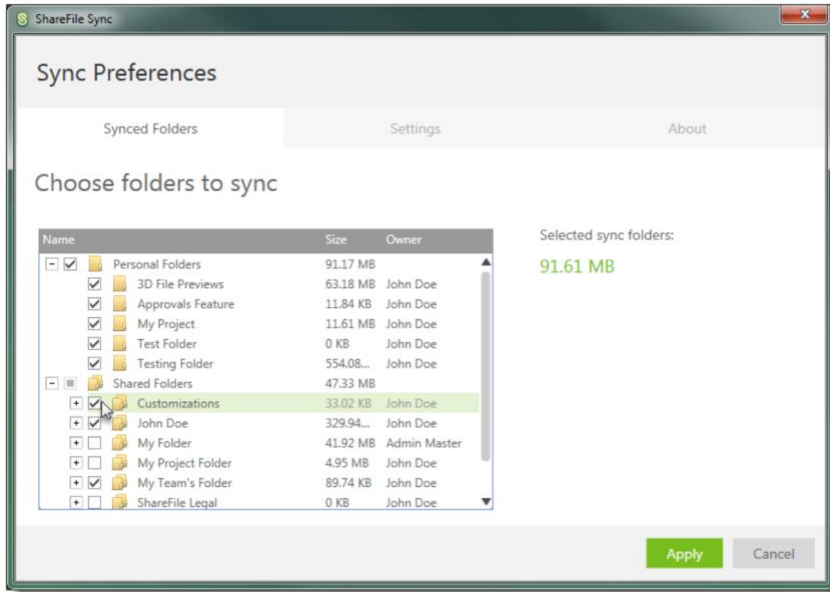 ShareFile Sync
Sync Preferences
Synced Folders Settings About
Choose folders to sync
Name Size Owner
Personal Folders 91.17 MB
3D File Previews 63.18 MB John Doe
Approvals Feature 11.84 KB John Doe
My Project 11.61 MB John Doe
Test Folder 0 KB John Doe
Testing Folder 554.08... John Doe
Shared Folders 47.33 MB
Customizations 33.02 KB John Doe
John Doe 329.94... John Doe
My Folder 41.92 MB Admin Master
My Project Folder 4.95 MB John Doe
My Team's Folder 89.74 KB John Doe
ShareFile Legal 0 KB John Doe
Selected sync folders:
91.61 MB
Apply Cancel